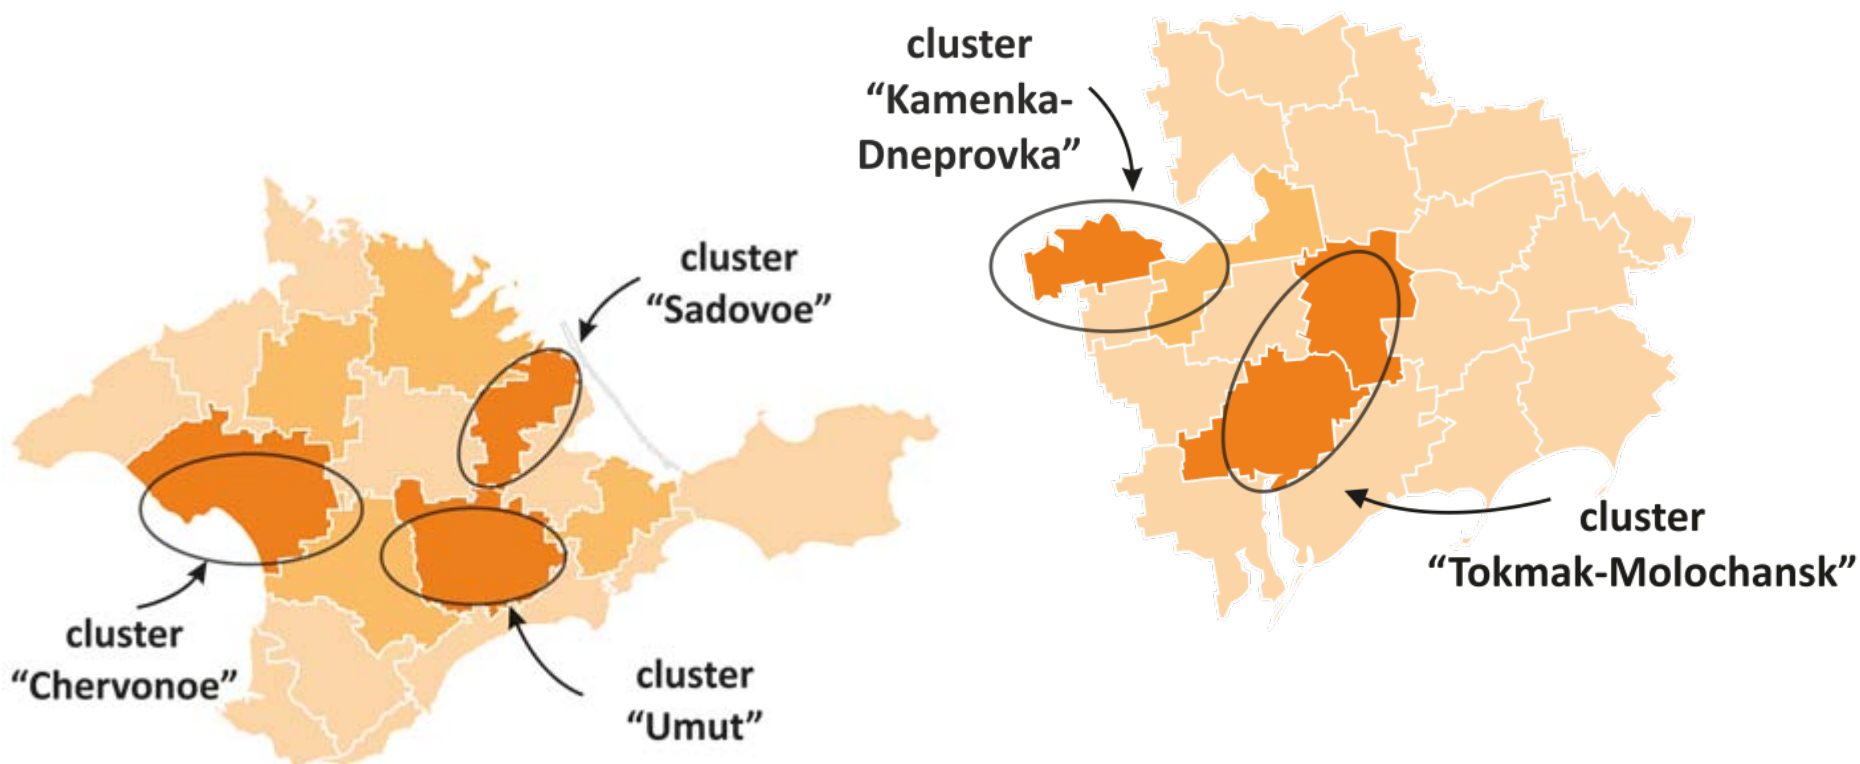 cluster
“Kamenka-
Dneprovka”
cluster
“Sadovoe”
cluster
“Tokmak-Molochansk”
cluster
“Chervonoe”
cluster
“Umut”